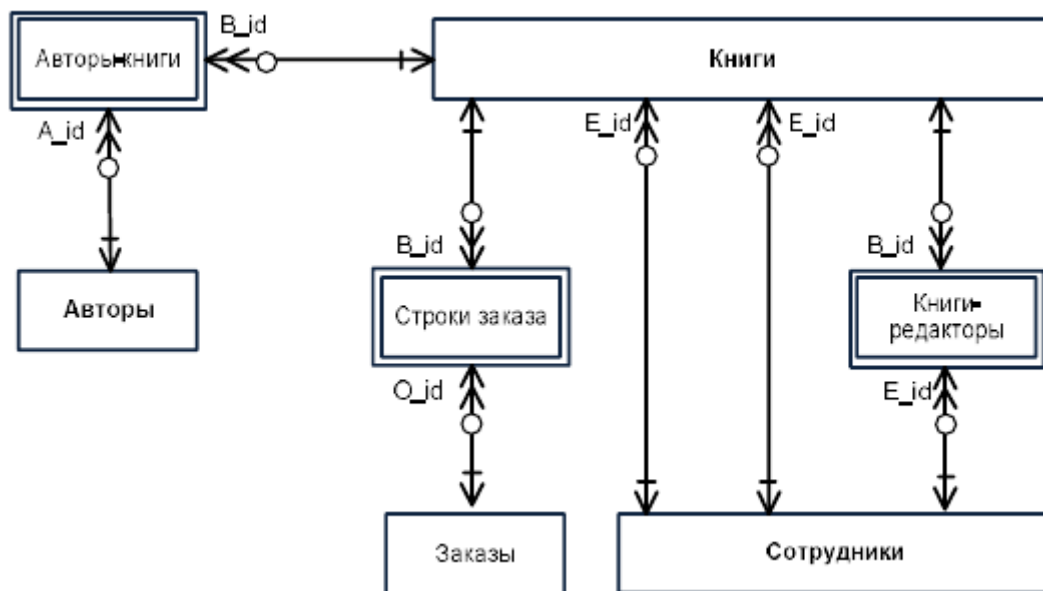 B_id
Авторы-книги
Книги
A_id
E_id
E_id
B_id
B_id
Авторы
Строки заказа
Книги-
редакторы
O_id
E_id
Заказы
Сотрудники